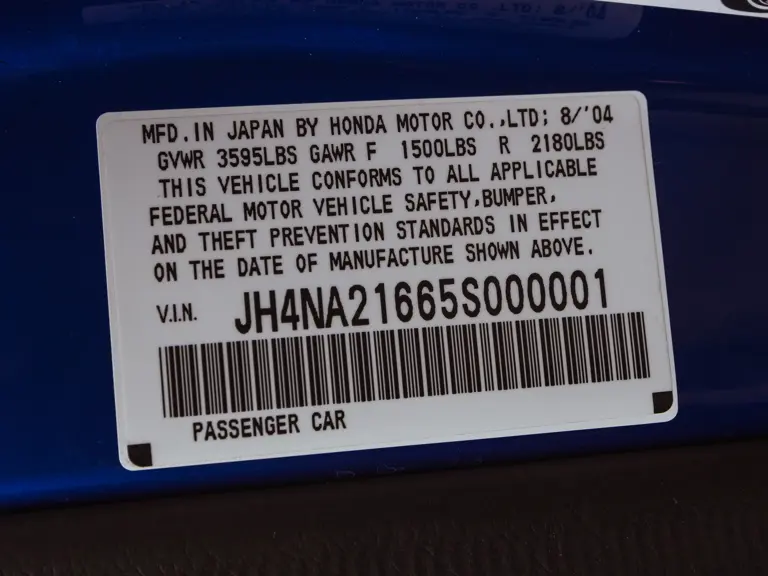 MFD.IN JAPAN BY HONDA MOTOR CO.,LTD; 8/'04
GVWR 3595LBS GAWR F 1500LBS R 2180LBS
THIS VEHICLE CONFORMS TO ALL APPLICABLE
FEDERAL MOTOR VEHICLE SAFETY,BUMPER,
AND THEFT PREVENTION STANDARDS IN EFFECT
ON THE DATE OF MANUFACTURE SHOWN ABOVE.
V.I.N. JH4NA21665S000001
PASSENGER CAR